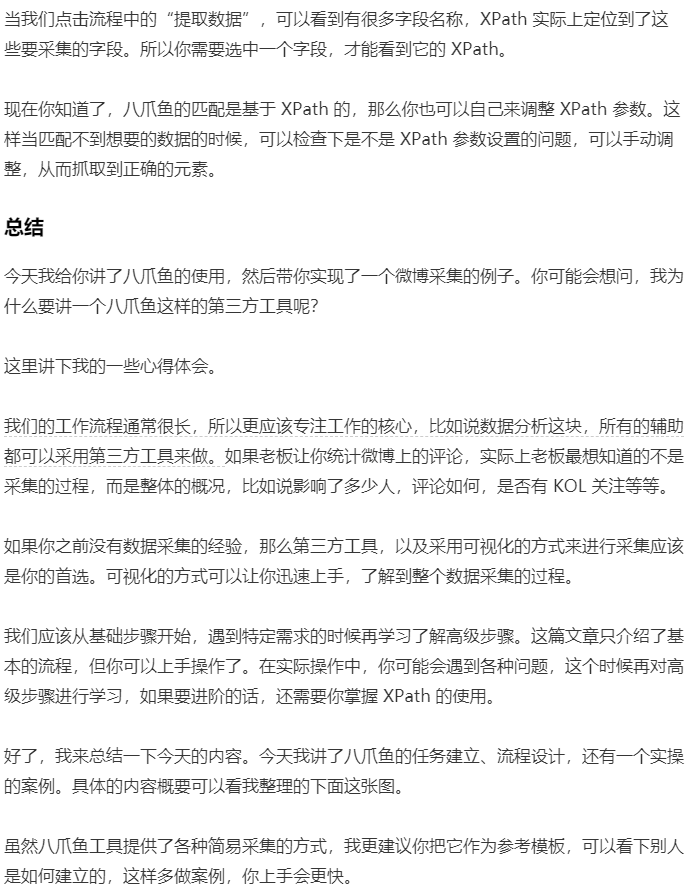 当我们点击流程中的“提取数据”，可以看到有很多字段名称，XPath 实际上定位到了这
些要采集的字段。所以你需要选中一个字段，才能看到它的 XPath。
现在你知道了，八爪鱼的匹配是基于 XPath 的，那么你也可以自己来调整 XPath 参数。这
样当匹配不到想要的数据的时候，可以检查下是不是 XPath 参数设置的问题，可以手动调
整，从而抓取到正确的元素。
总结
今天我给你讲了八爪鱼的使用，然后带你实现了一个微博采集的例子。你可能会想问，我为
什么要讲一个八爪鱼这样的第三方工具呢？
这里讲下我的一些心得体会。
我们的工作流程通常很长，所以更应该专注工作的核心，比如说数据分析这块，所有的辅助
都可以采用第三方工具来做。如果老板让你统计微博上的评论，实际上老板最想知道的不是
采集的过程，而是整体的概况，比如说影响了多少人，评论如何，是否有 KOL 关注等等。
如果你之前没有数据采集的经验，那么第三方工具，以及采用可视化的方式来进行采集应该
是你的首选。可视化的方式可以让你迅速上手，了解到整个数据采集的过程。
我们应该从基础步骤开始，遇到特定需求的时候再学习了解高级步骤。这篇文章只介绍了基
本的流程，但你可以上手操作了。在实际操作中，你可能会遇到各种问题，这个时候再对高
级步骤进行学习，如果要进阶的话，还需要你掌握 XPath 的使用。
好了，我来总结一下今天的内容。今天我讲了八爪鱼的任务建立、流程设计，还有一个实操
的案例。具体的内容概要可以看我整理的下面这张图。
虽然八爪鱼工具提供了各种简易采集的方式，我更建议你把它作为参考模板，可以看下别人
是如何建立的，这样多做案例，你上手会更快。